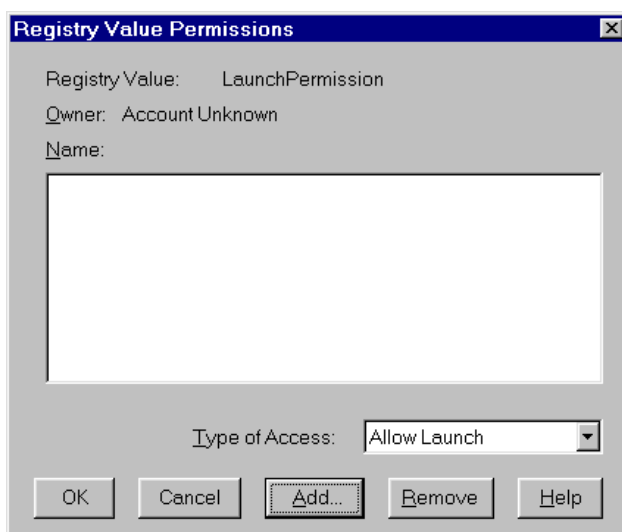 Registry Value Permissions
Registry Value: LaunchPermission
Owner: Account Unknown
Name:
Type of Access: Allow Launch
OK Cancel Add... Remove Help